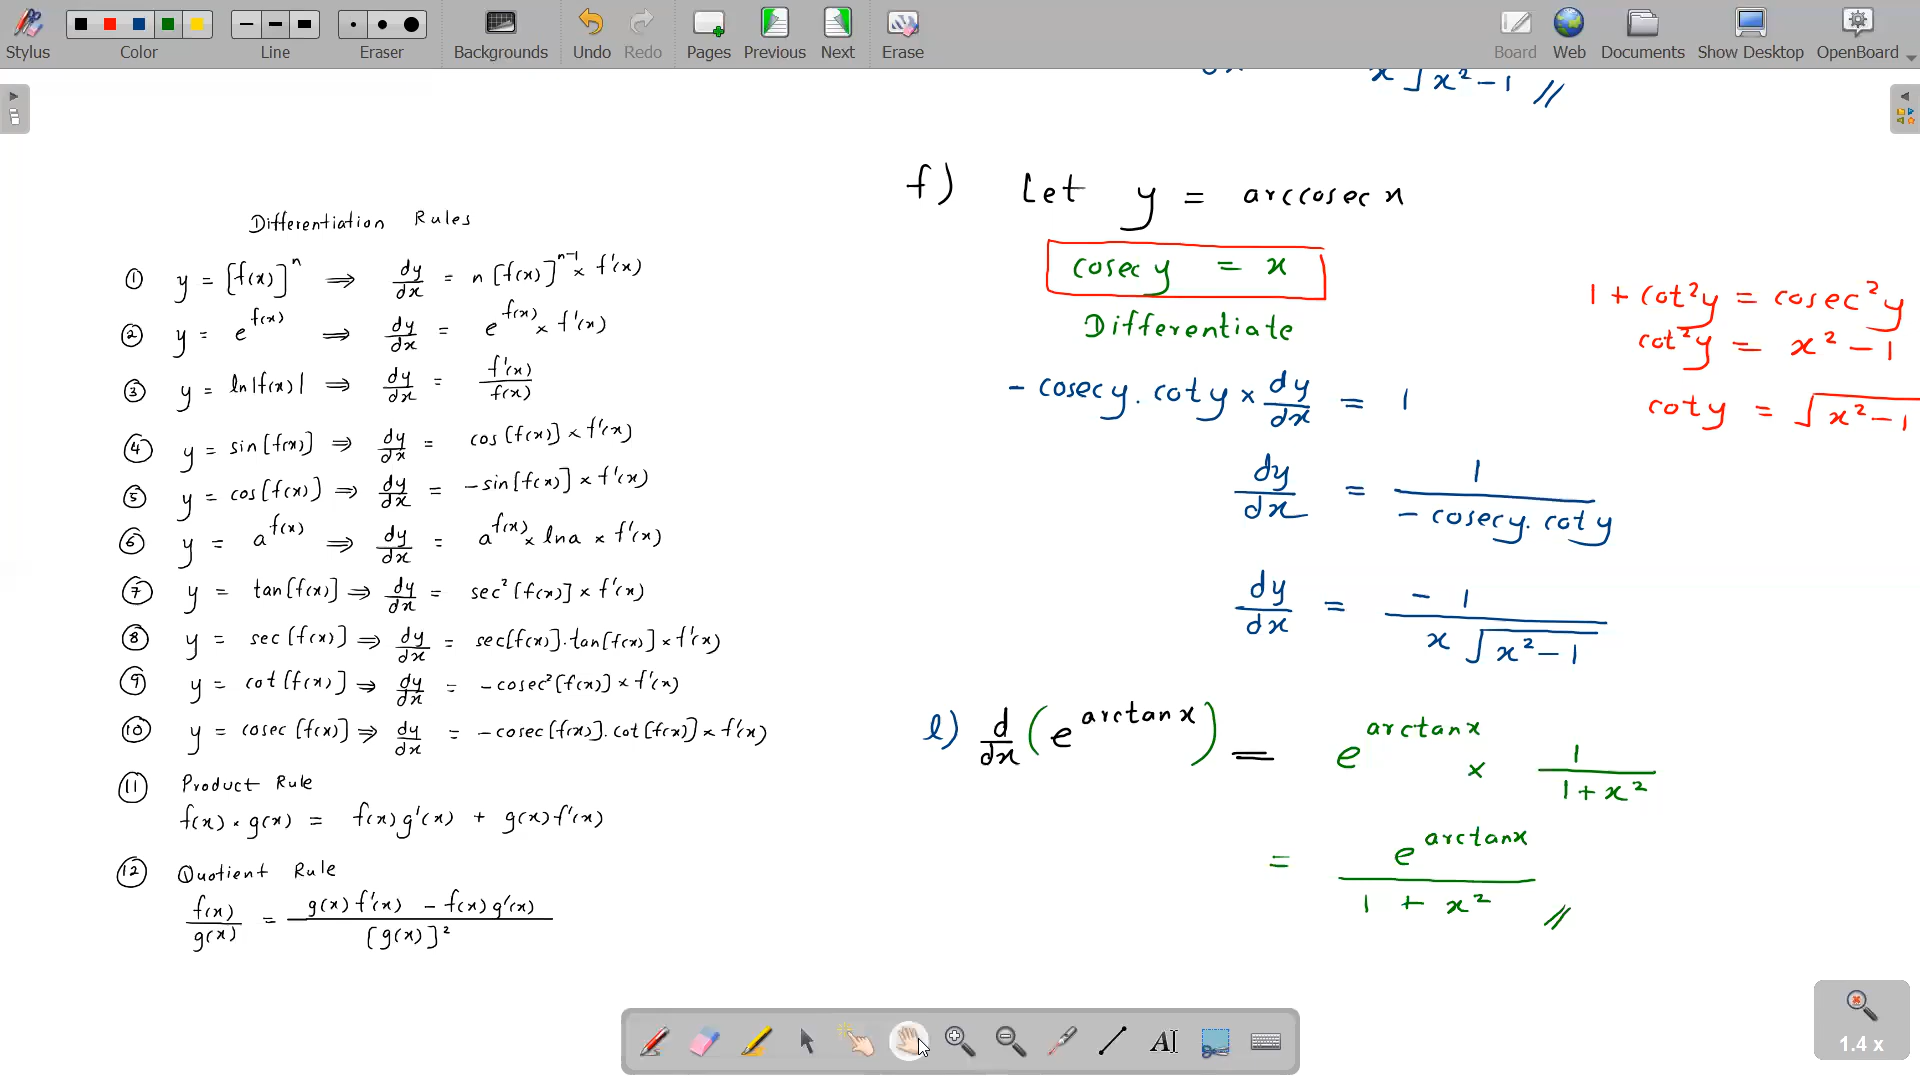 Stylus Color Line Eraser Backgrounds Undo Redo Pages Previous Next Erase Board Web Documents Show Desktop OpenBoard
x√x²-1 //
Differentiation Rules
① y = [f(x)]ⁿ ⟹ dy/dx = n[f(x)]ⁿ⁻¹ × f'(x)
② y = e^f(x) ⟹ dy/dx = e^f(x) × f'(x)
③ y = ln|f(x)| ⟹ dy/dx = f'(x)/f(x)
④ y = sin[f(x)] ⟹ dy/dx = cos[f(x)] × f'(x)
⑤ y = cos[f(x)] ⟹ dy/dx = -sin[f(x)] × f'(x)
⑥ y = a^f(x) ⟹ dy/dx = a^f(x) × ln a × f'(x)
⑦ y = tan[f(x)] ⟹ dy/dx = sec²[f(x)] × f'(x)
⑧ y = sec[f(x)] ⟹ dy/dx = sec[f(x)].tan[f(x)] × f'(x)
⑨ y = cot[f(x)] ⟹ dy/dx = -cosec²[f(x)] × f'(x)
⑩ y = cosec[f(x)] ⟹ dy/dx = -cosec[f(x)].cot[f(x)] × f'(x)
⑪ Product Rule
f(x) × g(x) = f(x)g'(x) + g(x)f'(x)
⑫ Quotient Rule
f(x)/g(x) = g(x)f'(x) - f(x)g'(x)/[g(x)]²
f) Let y = arccosec x
cosec y = x
Differentiate
- cosec y. cot y × dy/dx = 1
dy/dx = 1/- cosec y. cot y
dy/dx = - 1/x√x²-1
1 + cot²y = cosec²y
cot²y = x² - 1
cot y = √x²-1
l) d/dx (e^arctan x) = e^arctan x × 1/1+x²
= e^arctan x/1 + x² //
1.4 x